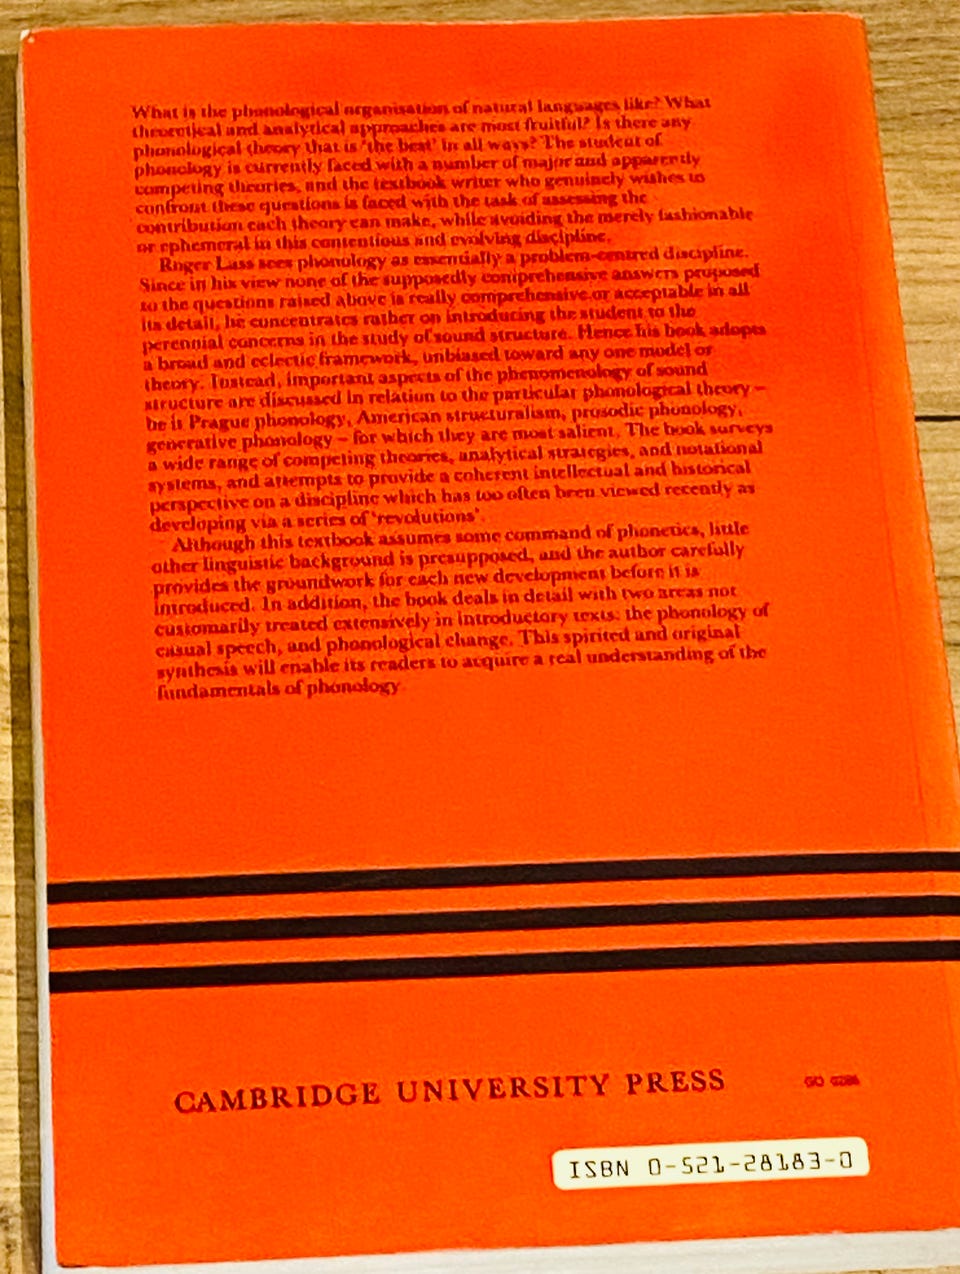 What is the phonological organisation of natural languages like? What
theoretical and analytical approaches are most fruitful? Is there any
phonological theory that is 'the best' in all ways? The student of
phonology is currently faced with a number of major and apparently
competing theories, and the textbook writer who genuinely wishes to
confront these questions is faced with the task of assessing the
contribution each theory can make, while avoiding the merely fashionable
or ephemeral in this contentious and evolving discipline.
Roger Lass sees phonology as essentially a problem-centred discipline.
Since in his view none of the supposedly comprehensive answers proposed
to the questions raised above is really comprehensive or acceptable in all
its detail, he concentrates rather on introducing the student to the
perennial concerns in the study of sound structure. Hence his book adopts
a broad and eclectic framework, unbiased toward any one model or
theory. Instead, important aspects of the phenomenology of sound
structure are discussed in relation to the particular phonological theory –
be it Prague phonology, American structuralism, prosodic phonology,
generative phonology – for which they are most salient. The book surveys
a wide range of competing theories, analytical strategies, and notational
systems, and attempts to provide a coherent intellectual and historical
perspective on a discipline which has too often been viewed recently as
developing via a series of 'revolutions'.
Although this textbook assumes some command of phonetics, little
other linguistic background is presupposed, and the author carefully
provides the groundwork for each new development before it is
introduced. In addition, the book deals in detail with two areas not
customarily treated extensively in introductory texts: the phonology of
casual speech, and phonological change. This spirited and original
synthesis will enable its readers to acquire a real understanding of the
fundamentals of phonology.
CAMBRIDGE UNIVERSITY PRESS
ISBN 0-521-28183-0